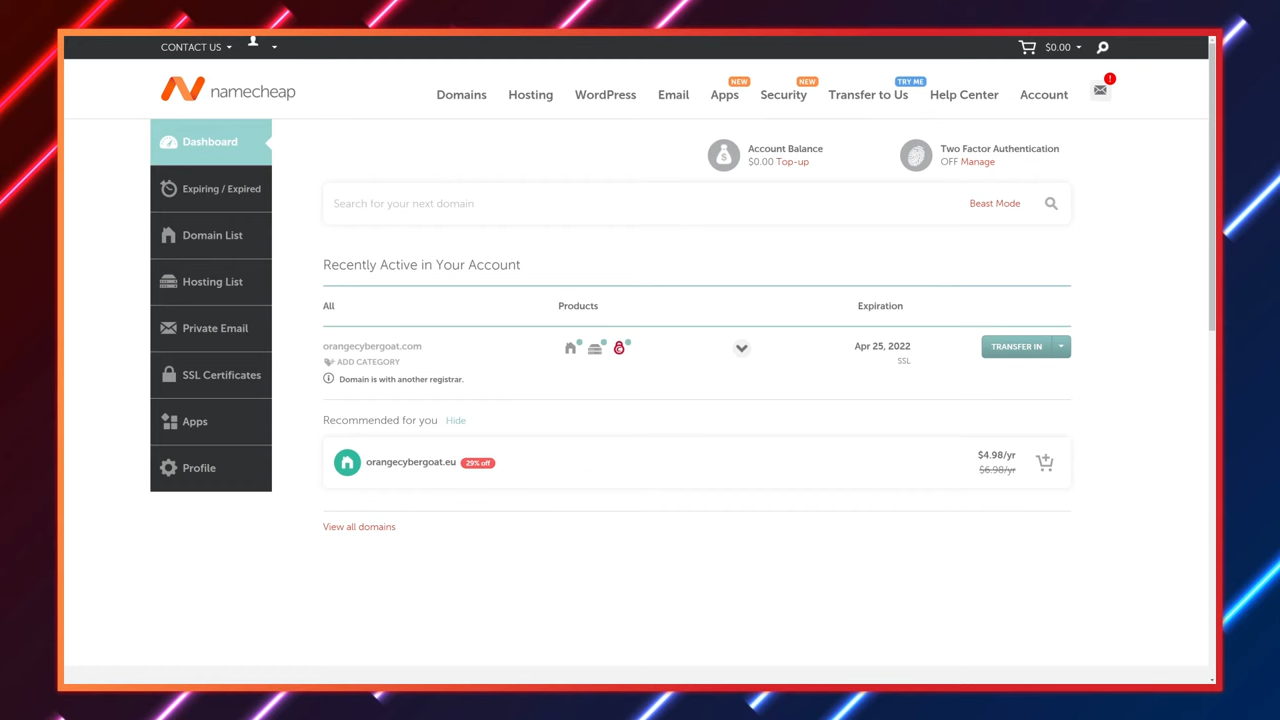 CONTACT US
$0.00
namecheap
Domains
Hosting
WordPress
Email
NEW
Apps
NEW
Security
TRY ME
Transfer to Us
Help Center
Account
!
Dashboard
Expiring / Expired
Domain List
Hosting List
Private Email
SSL Certificates
Apps
Profile
Account Balance
$0.00 Top-up
Two Factor Authentication
OFF Manage
Search for your next domain
Beast Mode
Recently Active in Your Account
All
Products
Expiration
orangecybergoat.com
ADD CATEGORY
Domain is with another registrar.
Apr 25, 2022
SSL
TRANSFER IN
Recommended for you Hide
orangecybergoat.eu 29% off
$4.98/yr
$6.98/yr
View all domains